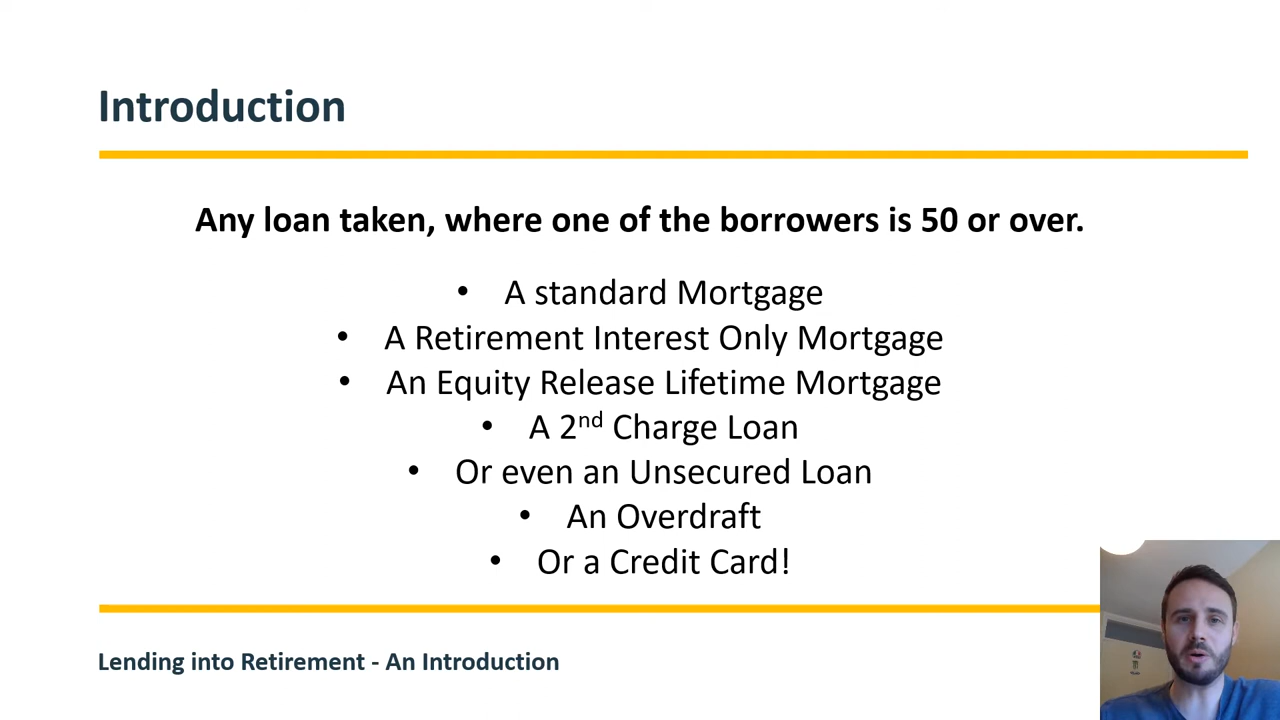 Introduction
Any loan taken, where one of the borrowers is 50 or over.
• A standard Mortgage
• A Retirement Interest Only Mortgage
• An Equity Release Lifetime Mortgage
• A 2nd Charge Loan
• Or even an Unsecured Loan
• An Overdraft
• Or a Credit Card!
Lending into Retirement - An Introduction